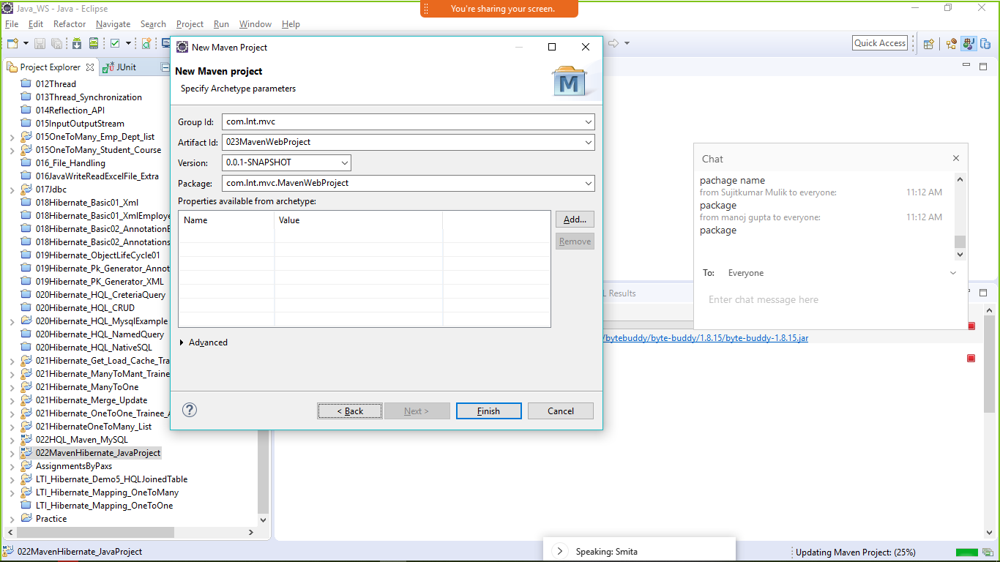 Java_WS - Java - Eclipse
You're sharing your screen.
File Edit Refactor Navigate Search Project Run Window Help
Quick Access
Project Explorer
JUnit
012Thread
013Thread_Synchronization
014Reflection_API
015InputOutputStream
015OneToMany_Emp_Dept_list
015OneToMany_Student_Course
016_File_Handling
016JavaWriteReadExcelFile_Extra
017Jdbc
018Hibernate_Basic01_Xml
018Hibernate_Basic01_XmlEmploye
018Hibernate_Basic02_AnnotationE
018Hibernate_Basic02_Annotations
019Hibernate_ObjectLifeCycle01
019Hibernate_Pk_Generator_Annot
019Hibernate_PK_Generator_XML
020Hibernate_HQL_CreteriaQuery
020Hibernate_HQL_CRUD
020Hibernate_HQL_MysqlExample
020Hibernate_HQL_NamedQuery
020Hibernate_HQL_NativeSQL
021Hibernate_Get_Load_Cache_Tra
021Hibernate_ManyToMant_Traine
021Hibernate_ManyToOne
021Hibernate_Merge_Update
021Hibernate_OneToOne_Trainee_A
021HibernateOneToMany_List
022HQL_Maven_MySQL
022MavenHibernate_JavaProject
AssignmentsByPaxs
LTI_Hibernate_Demo5_HQLJoinedTable
LTI_Hibernate_Mapping_OneToMany
LTI_Hibernate_Mapping_OneToOne
Practice
New Maven Project
New Maven project
Specify Archetype parameters
M
Group Id: com.lnt.mvc
Artifact Id: 023MavenWebProject
Version: 0.0.1-SNAPSHOT
Package: com.lnt.mvc.MavenWebProject
Properties available from archetype:
Name Value
Add...
Remove
Advanced
?
< Back Next > Finish Cancel
Chat
pachage name
from Sujitkumar Mulik to everyone: 11:12 AM
package
from manoj gupta to everyone: 11:12 AM
package
To: Everyone
Enter chat message here
L Results
/bytebuddy/byte-buddy/1.8.15/byte-buddy-1.8.15.jar
022MavenHibernate_JavaProject
Speaking: Smita
Updating Maven Project: (25%)